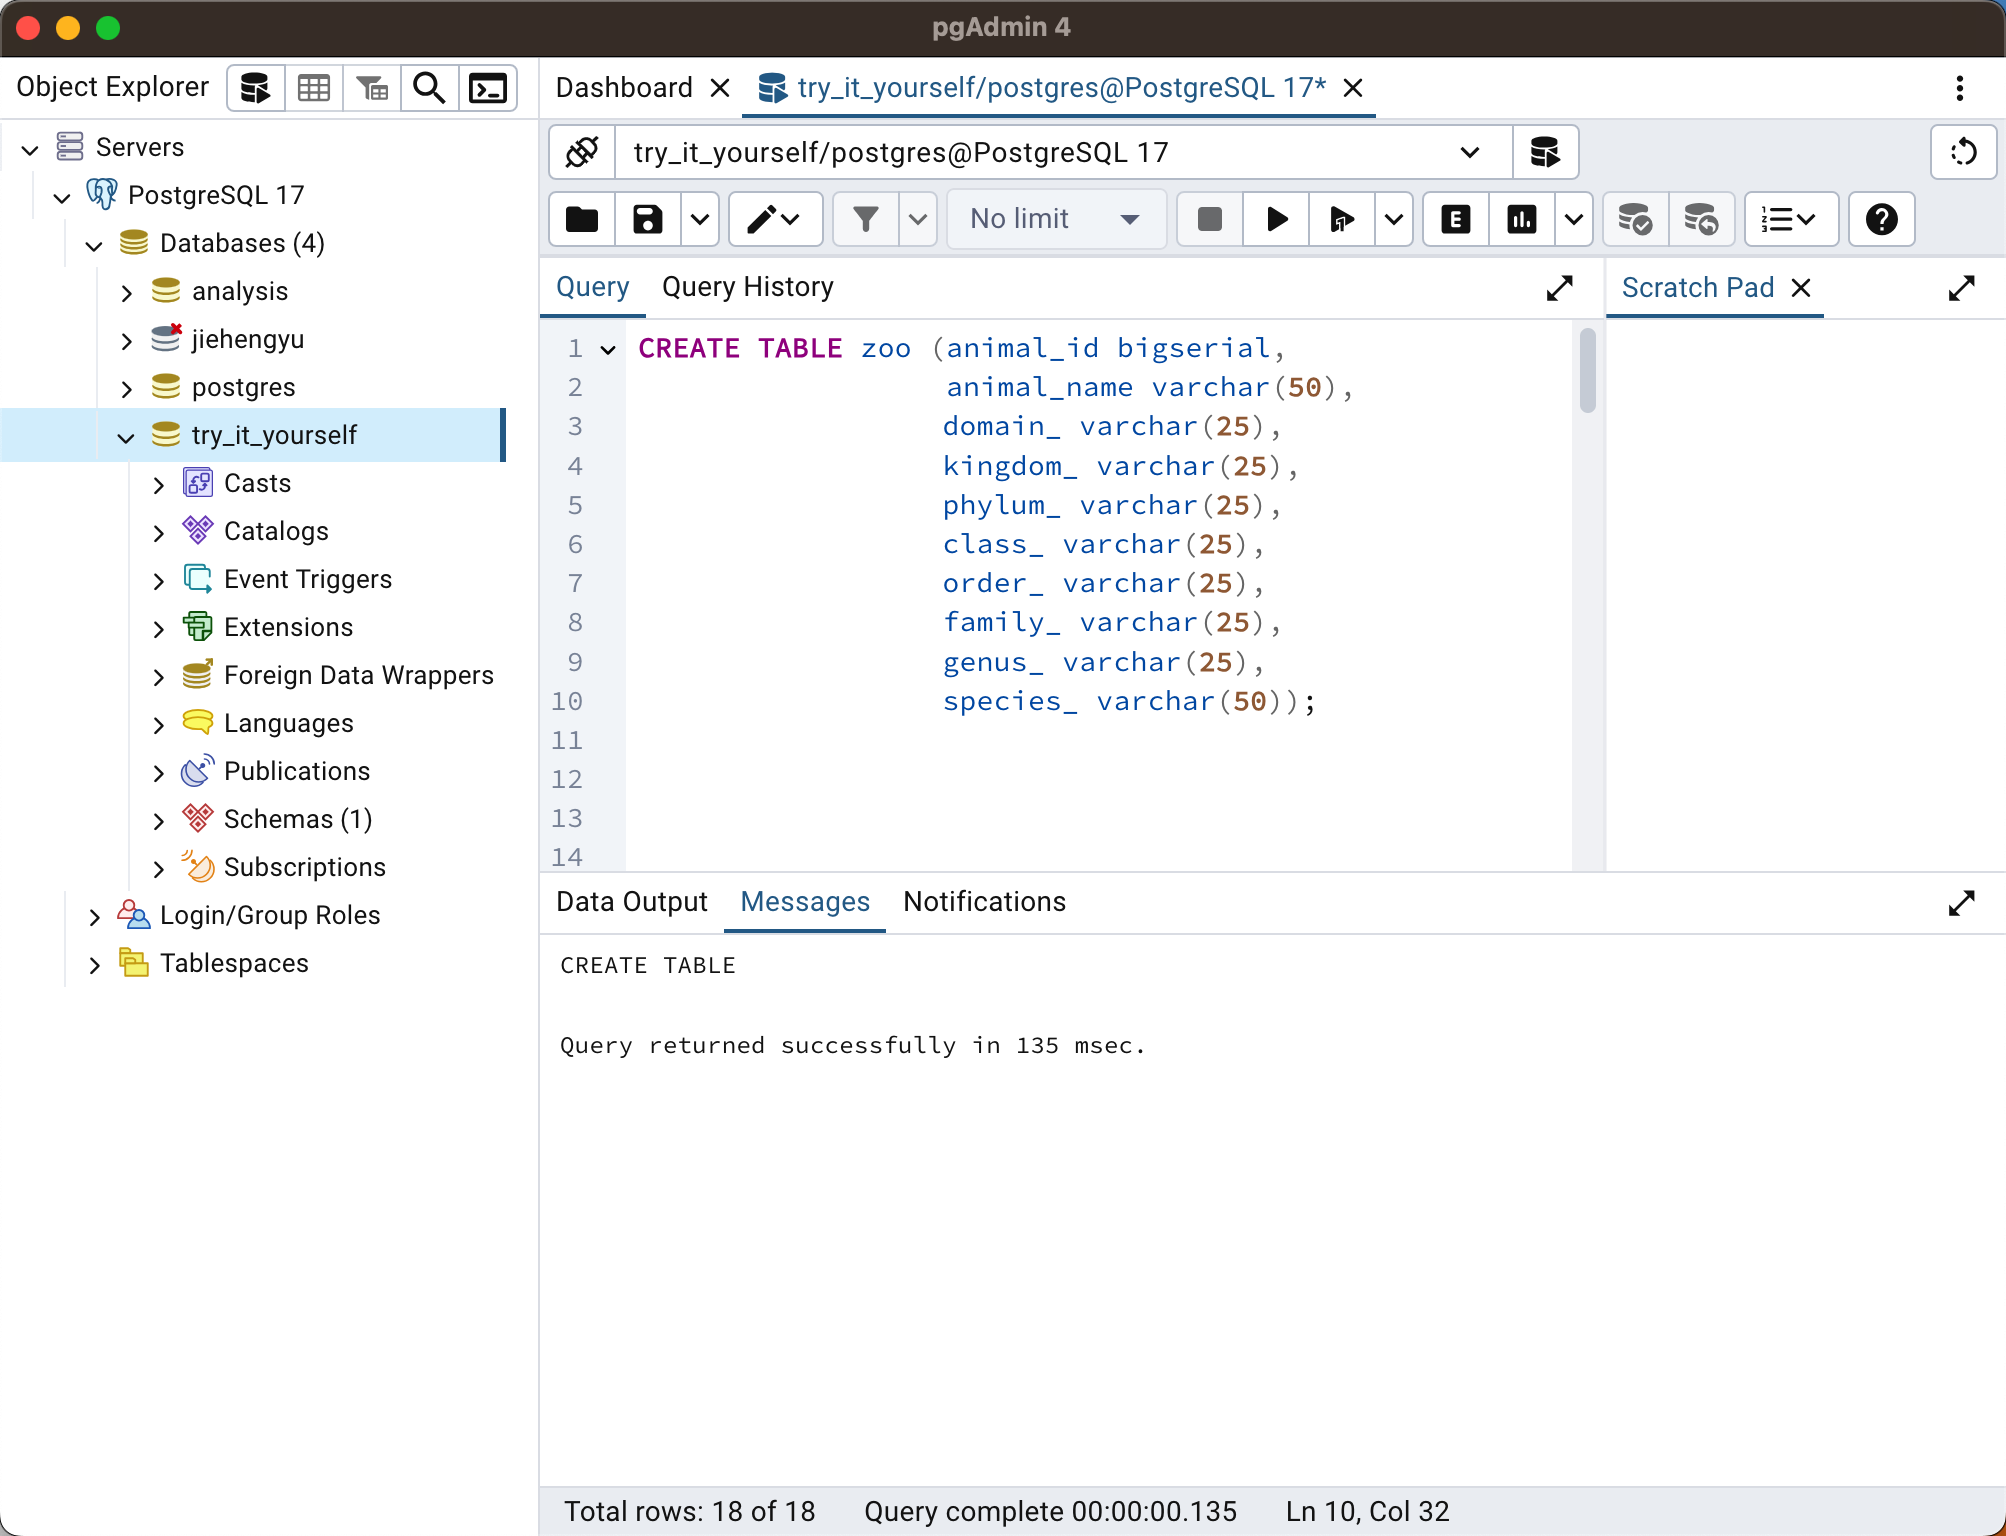 pgAdmin 4
Object Explorer
Dashboard
try_it_yourself/postgres@PostgreSQL 17*
try_it_yourself/postgres@PostgreSQL 17
No limit
E
Servers
PostgreSQL 17
Databases (4)
analysis
jiehengyu
postgres
try_it_yourself
Casts
Catalogs
Event Triggers
Extensions
Foreign Data Wrappers
Languages
Publications
Schemas (1)
Subscriptions
Login/Group Roles
Tablespaces
Query
Query History
Scratch Pad
1 CREATE TABLE zoo (animal_id bigserial,
2 animal_name varchar(50),
3 domain_ varchar(25),
4 kingdom_ varchar(25),
5 phylum_ varchar(25),
6 class_ varchar(25),
7 order_ varchar(25),
8 family_ varchar(25),
9 genus_ varchar(25),
10 species_ varchar(50));
11
12
13
14
Data Output
Messages
Notifications
CREATE TABLE
Query returned successfully in 135 msec.
Total rows: 18 of 18
Query complete 00:00:00.135
Ln 10, Col 32